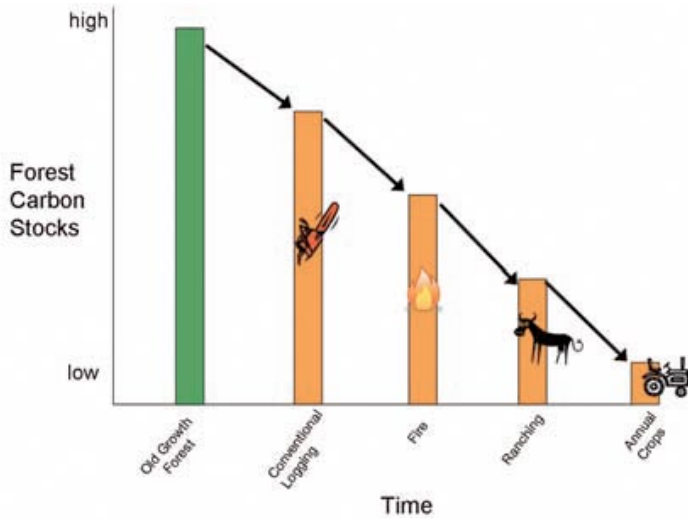 high
Forest
Carbon
Stocks
low
Old Growth
Forest
Conventional
Logging
Fire
Ranching
Annual
Crops
Time